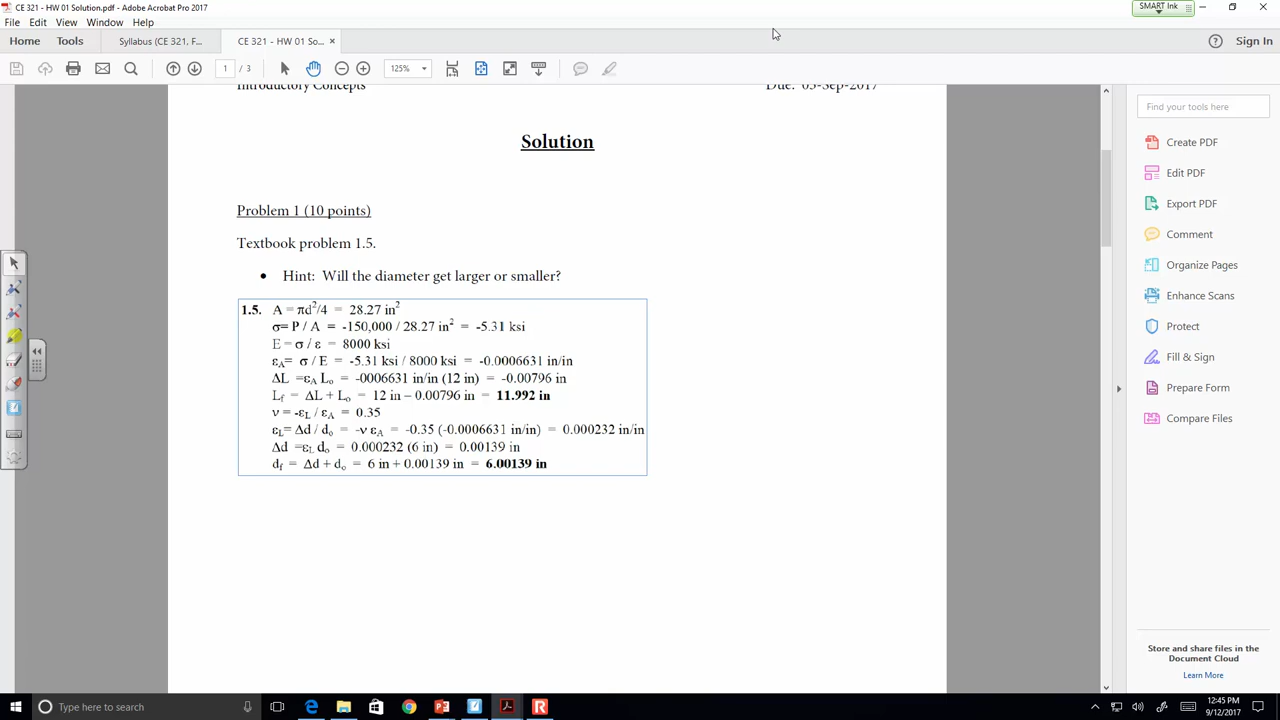 CE 321 - HW 01 Solution.pdf - Adobe Acrobat Pro 2017
SMART Ink
File Edit View Window Help
Home Tools Syllabus (CE 321, F... CE 321 - HW 01 So... × Sign In
1 / 3 125%
Introductory Concepts Due: 05-Sep-2017
Solution
Problem 1 (10 points)
Textbook problem 1.5.
• Hint: Will the diameter get larger or smaller?
1.5. A = πd²/4 = 28.27 in²
σ= P / A = -150,000 / 28.27 in² = -5.31 ksi
E = σ / ε = 8000 ksi
εA= σ / E = -5.31 ksi / 8000 ksi = -0.0006631 in/in
ΔL =εA Lo = -0006631 in/in (12 in) = -0.00796 in
Lf = ΔL + Lo = 12 in – 0.00796 in = 11.992 in
ν = -εL / εA = 0.35
εL= Δd / do = -ν εA = -0.35 (-0.0006631 in/in) = 0.000232 in/in
Δd =εL do = 0.000232 (6 in) = 0.00139 in
df = Δd + do = 6 in + 0.00139 in = 6.00139 in
Find your tools here
Create PDF
Edit PDF
Export PDF
Comment
Organize Pages
Enhance Scans
Protect
Fill & Sign
Prepare Form
Compare Files
Store and share files in the
Document Cloud
Learn More
Type here to search
12:45 PM
9/12/2017